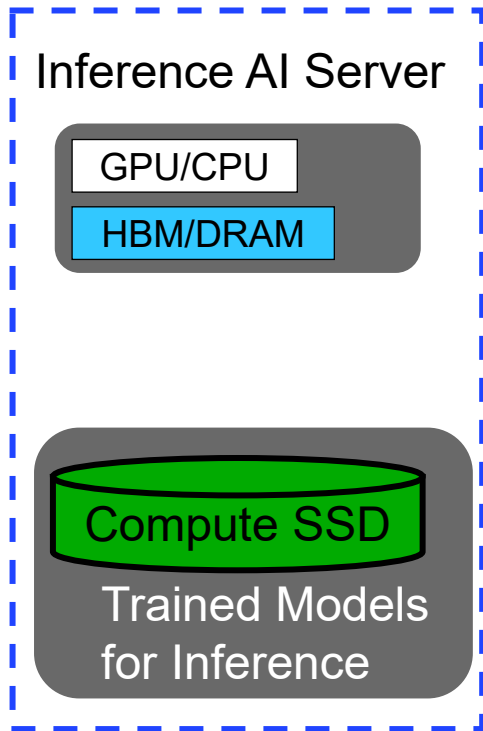 Inference AI Server
GPU/CPU
HBM/DRAM
Compute SSD
Trained Models
for Inference